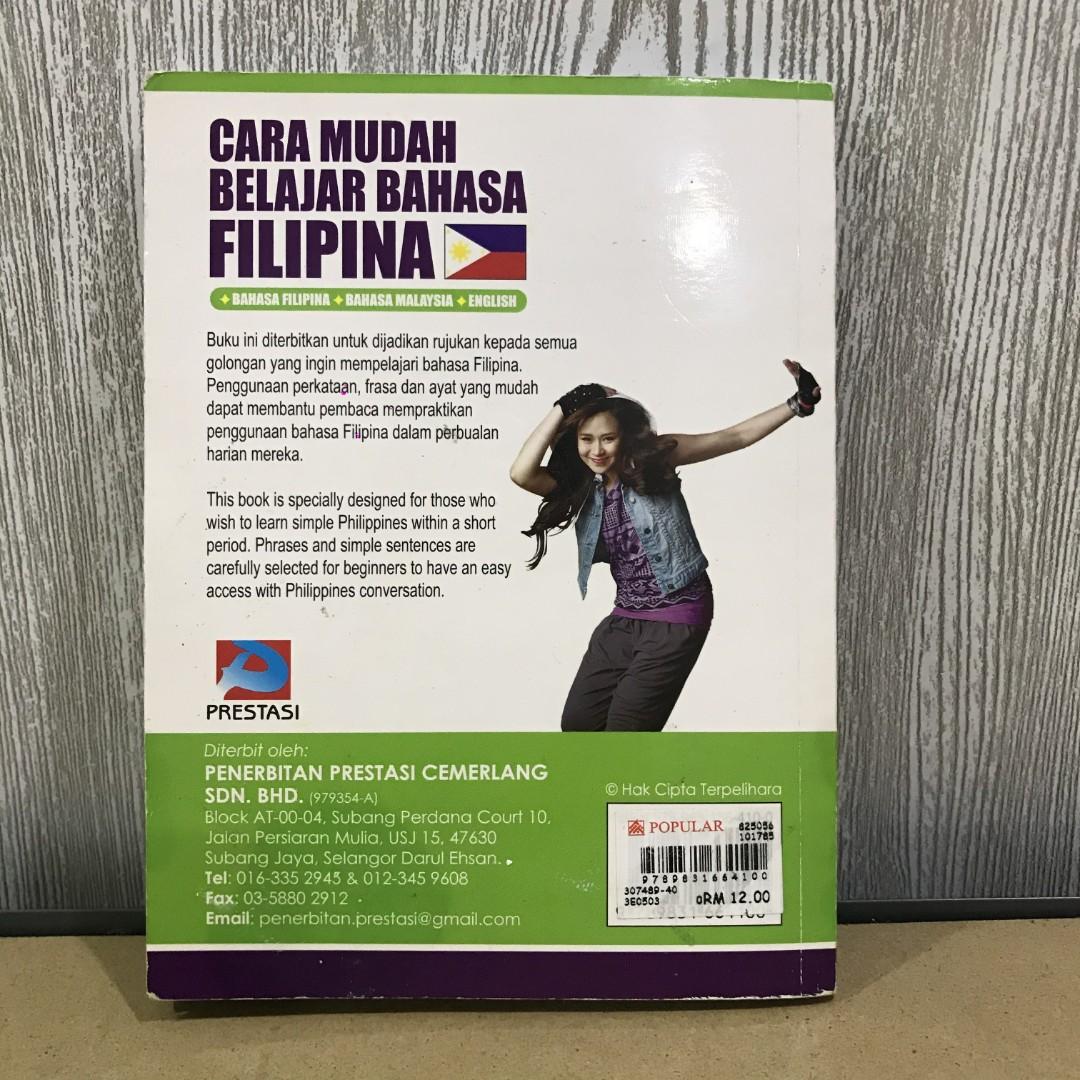 CARA MUDAH
BELAJAR BAHASA
FILIPINA
BAHASA FILIPINA ✦ BAHASA MALAYSIA ✦ ENGLISH
Buku ini diterbitkan untuk dijadikan rujukan kepada semua
golongan yang ingin mempelajari bahasa Filipina.
Penggunaan perkataan, frasa dan ayat yang mudah
dapat membantu pembaca mempraktikan
penggunaan bahasa Filipina dalam perbualan
harian mereka.
This book is specially designed for those who
wish to learn simple Philippines within a short
period. Phrases and simple sentences are
carefully selected for beginners to have an easy
access with Philippines conversation.
PRESTASI
Diterbit oleh:
PENERBITAN PRESTASI CEMERLANG
SDN. BHD. (979354-A)
Block AT-00-04, Subang Perdana Court 10,
Jalan Persiaran Mulia, USJ 15, 47630
Subang Jaya, Selangor Darul Ehsan.
Tel: 016-335 2945 & 012-345 9608
Fax: 03-5880 2912
Email: penerbitan.prestasi@gmail.com
© Hak Cipta Terpelihara
POPULAR 825056
101785
9789831664100
307489-40
3E0503 RM 12.00